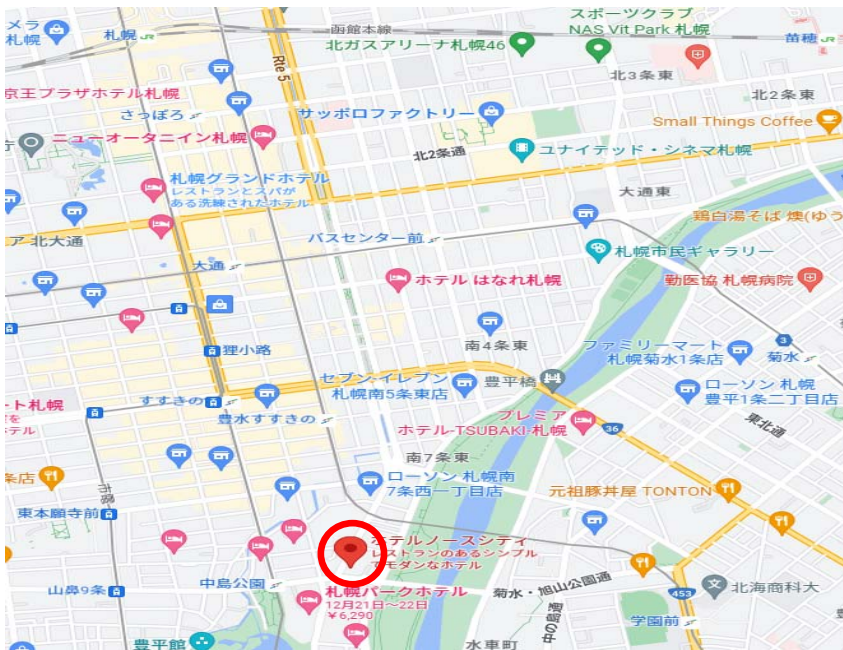 メラ
札幌
札幌 JR
函館本線
北ガスアリーナ札幌46
スポーツクラブ
NAS Vit Park 札幌
苗穂 JR
北3条東
Rte 5
京王プラザホテル札幌
さっぽろ
サッポロファクトリー
北2条東
Small Things Coffee
ニューオータニイン札幌
北2条通
ユナイテッド・シネマ札幌
札幌グランドホテル
レストランとスパが
ある洗練されたホテル
大通東
ア 北大通
バスセンター前
鶏白湯そば 燠(ゆう
札幌市民ギャラリー
大通
ホテル はなれ札幌
勤医協 札幌病院
狸小路
南4条東
ファミリーマート
札幌菊水1条店
3
菊水
セブン-イレブン
札幌南5条東店
豊平橋
ローソン 札幌
豊平1条二丁目店
すすきの
豊水すすきの
ート札幌
を
ホテル
プレミア
ホテル-TSUBAKI-札幌
36
東北通
南7条東
条店
ローソン 札幌南
7条西一丁目店
元祖豚丼屋 TONTON
東本願寺前
市電
ホテルノースシティ
レストランのあるシンプル
でモダンなホテル
山鼻9条
中島公園
札幌パークホテル
12月21日～22日
￥6,290
菊水・旭山公園通
453
北海商科大
中の島通
学園前
豊平館
水車町